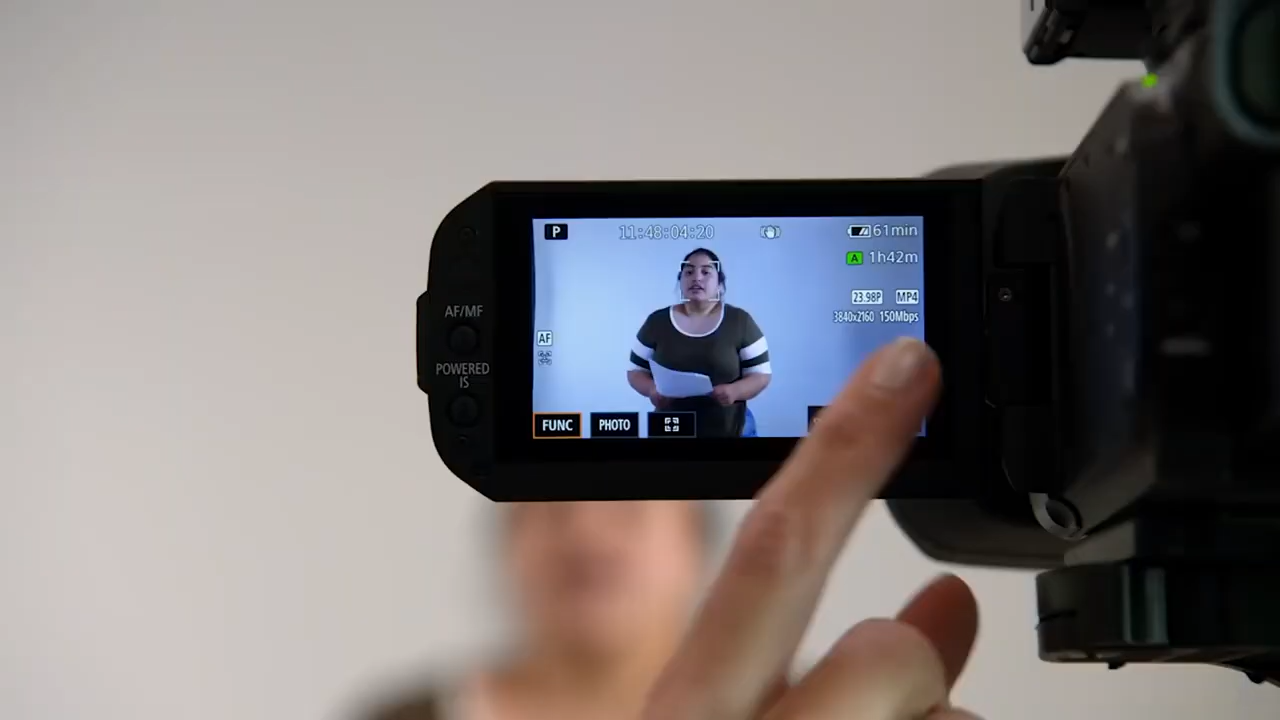 P
11:48:04:20
61min
A
1h42m
23.98P MP4
3840x2160 150Mbps
AF/MF
AF
POWERED
IS
FUNC
PHOTO